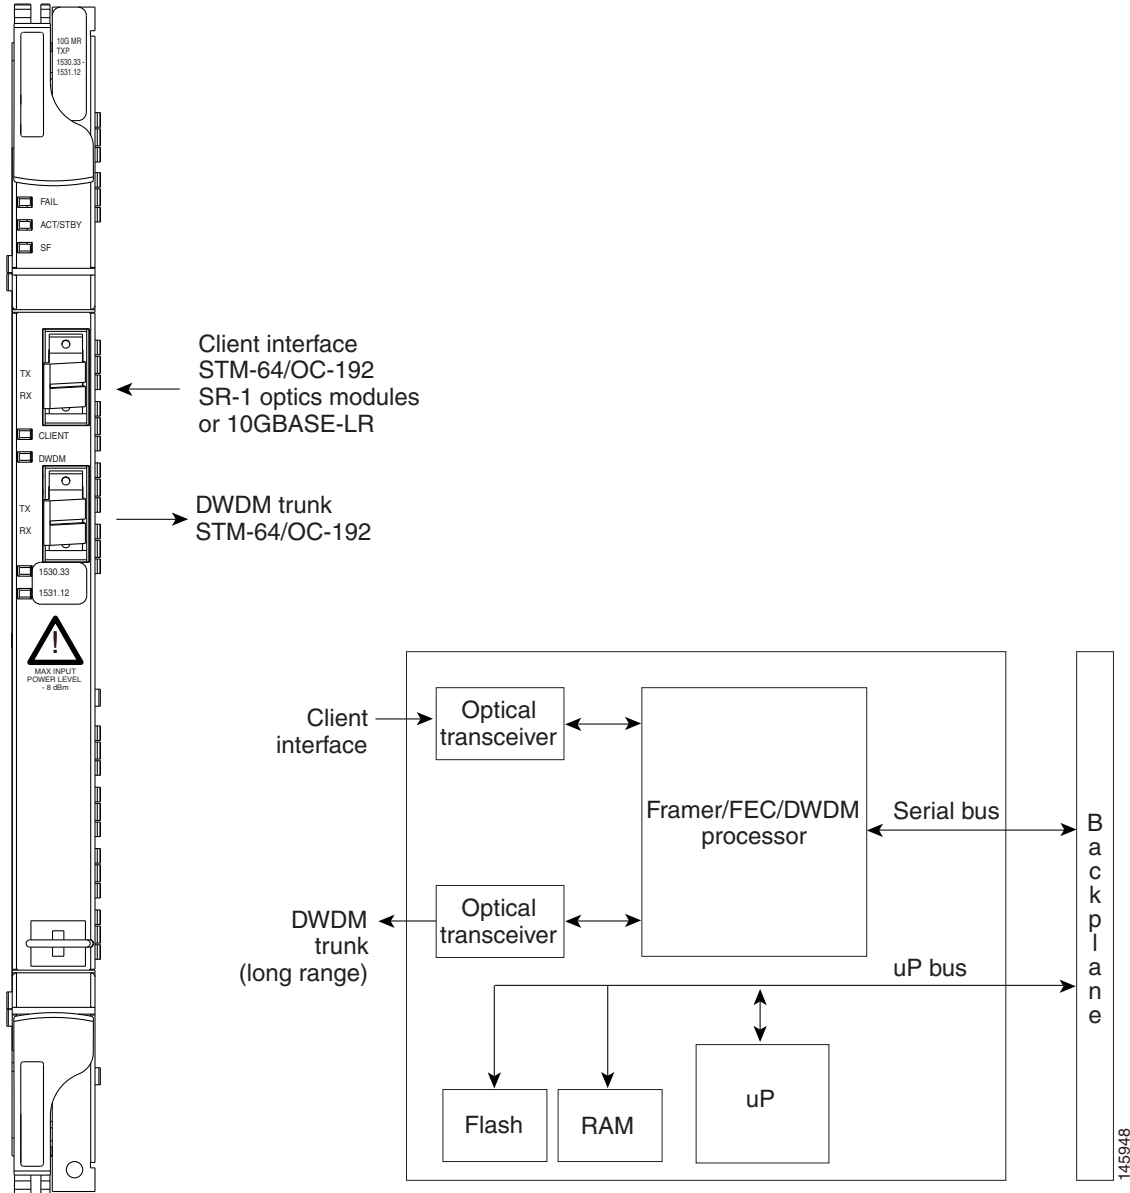 10G MR
TXP
1530.33 -
1531.12
FAIL
ACT/STBY
SF
TX
RX
CLIENT
DWDM
TX
RX
1530.33
1531.12
!
MAX INPUT
POWER LEVEL
- 8 dBm
Client interface
STM-64/OC-192
SR-1 optics modules
or 10GBASE-LR
DWDM trunk
STM-64/OC-192
Client
interface
Optical
transceiver
Framer/FEC/DWDM
processor
Serial bus
DWDM
trunk
(long range)
Optical
transceiver
uP bus
Flash
RAM
uP
Backplane
145948